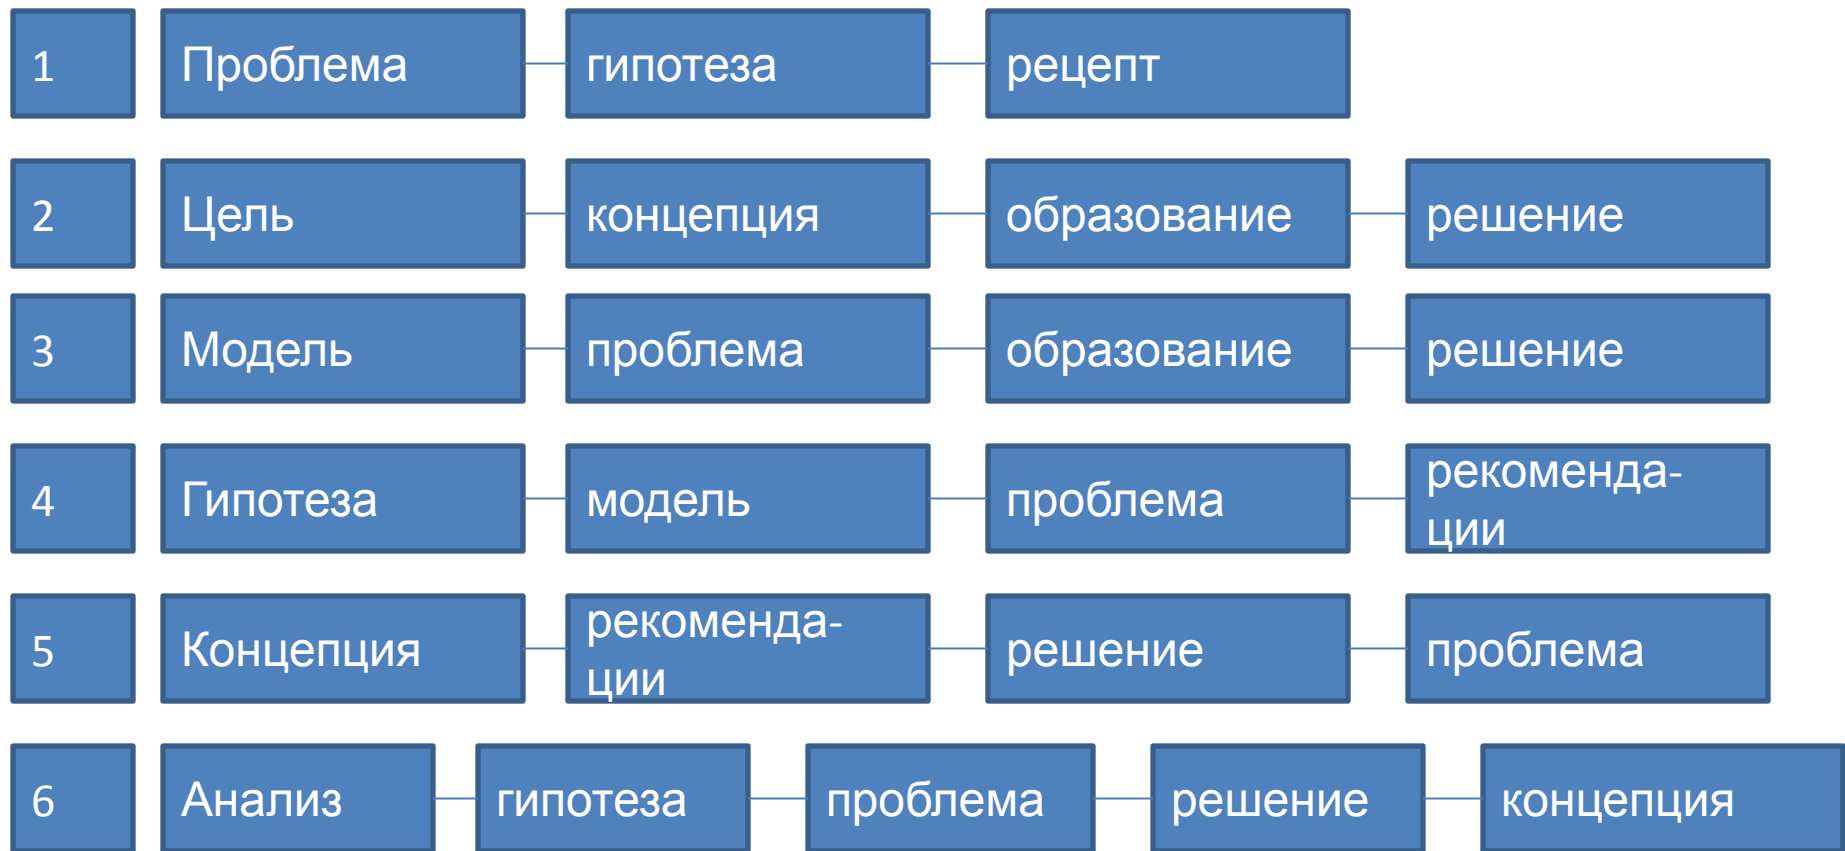 1 Проблема гипотеза рецепт
2 Цель концепция образование решение
3 Модель проблема образование решение
4 Гипотеза модель проблема рекоменда-
ции
5 Концепция рекоменда-
ции решение проблема
6 Анализ гипотеза проблема решение концепция